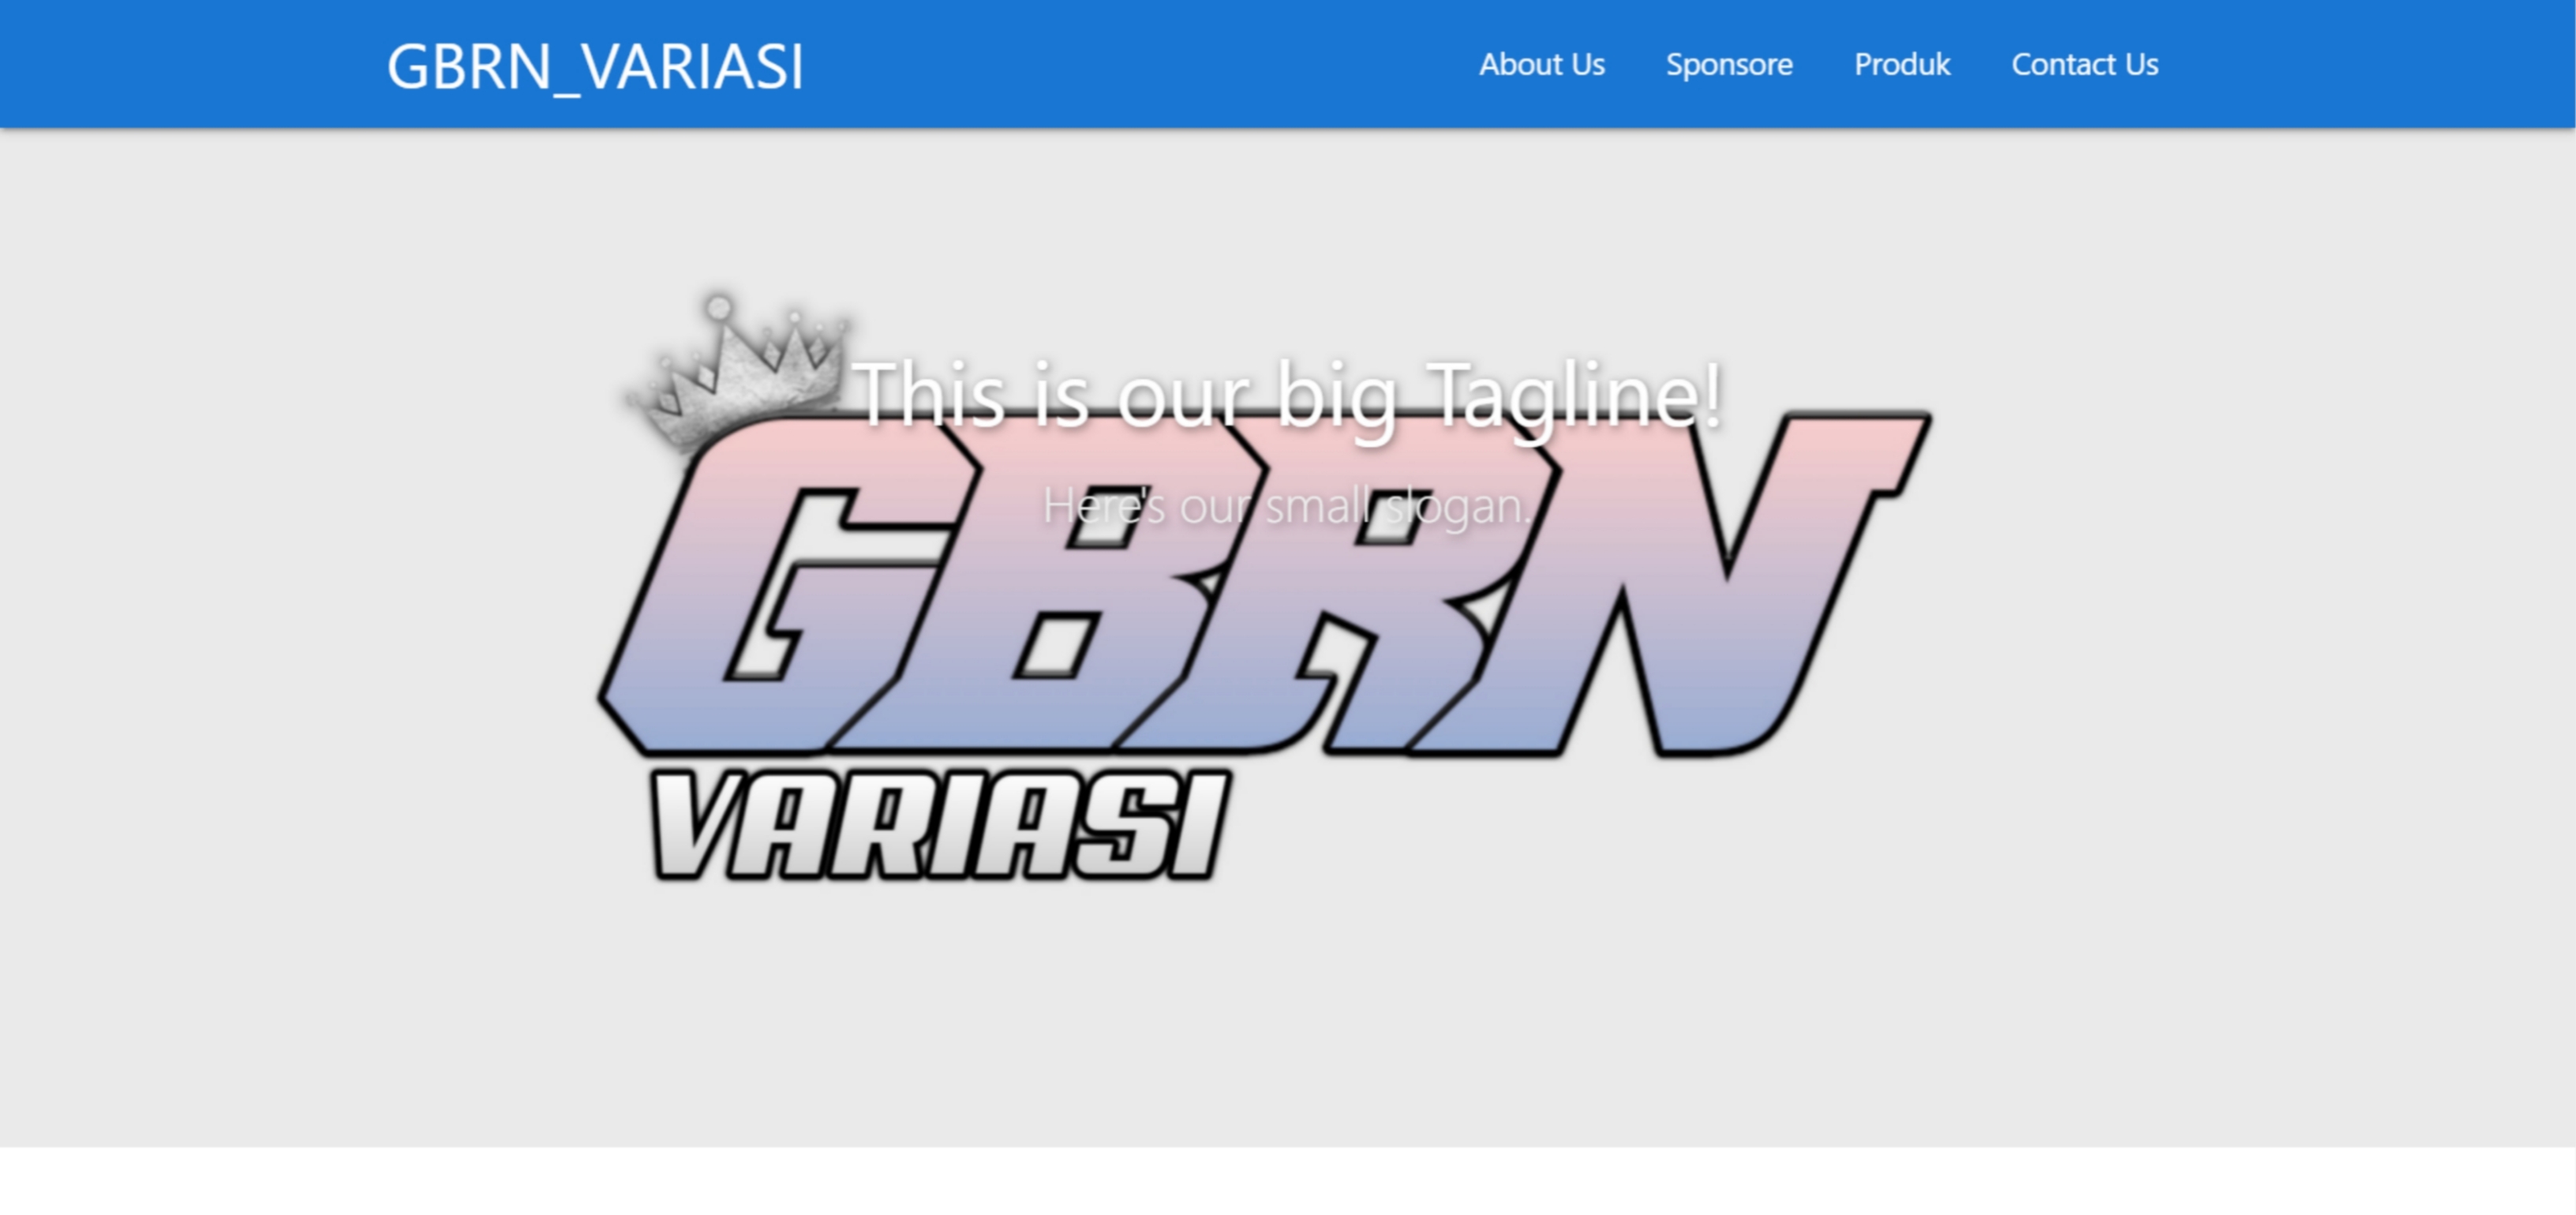 GBRN_VARIASI
About Us Sponsore Produk Contact Us
This is our big Tagline!
Here's our small slogan.
GBRN
VARIASI